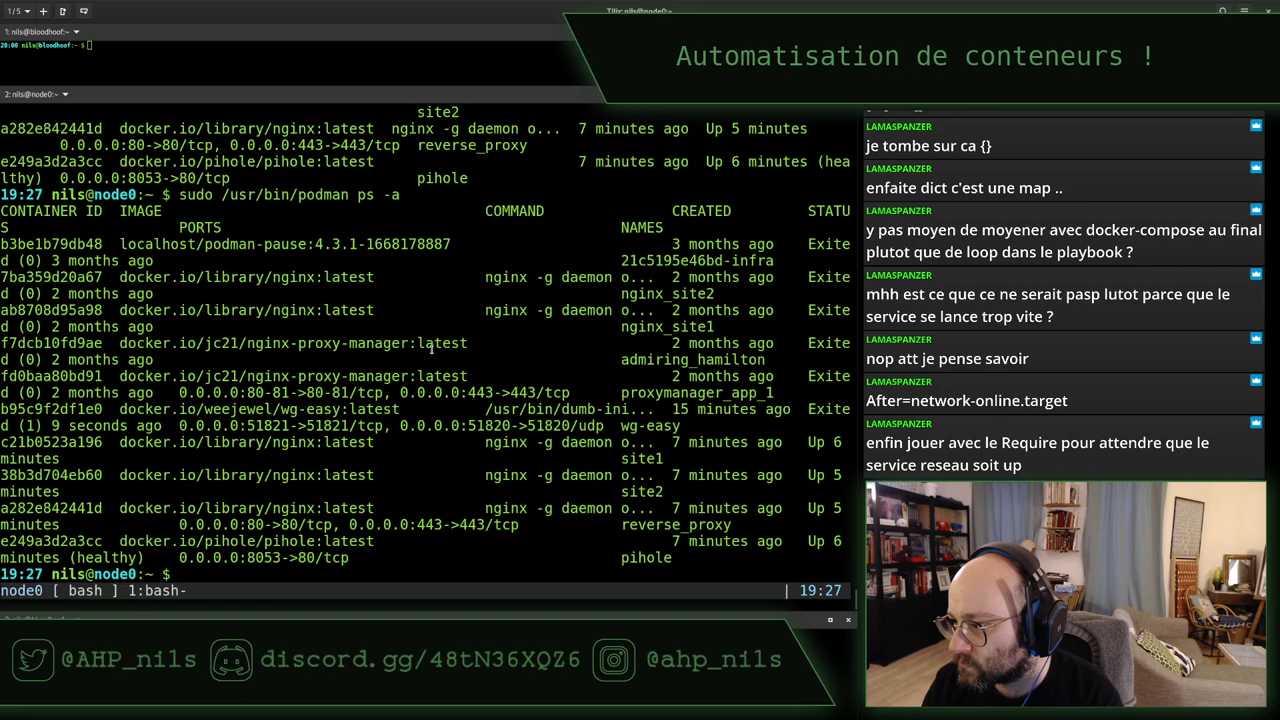 1/5
Tilix: nils@node0:~
1: nils@bloodhoof:~
20:00 nils@bloodhoof:~ $
Automatisation de conteneurs !
2: nils@node0:~
site2
a282e842441d  docker.io/library/nginx:latest  nginx -g daemon o...  7 minutes ago  Up 5 minutes
0.0.0.0:80->80/tcp, 0.0.0.0:443->443/tcp  reverse_proxy
e249a3d2a3cc  docker.io/pihole/pihole:latest  7 minutes ago  Up 6 minutes (hea
lthy)  0.0.0.0:8053->80/tcp  pihole
19:27 nils@node0:~ $ sudo /usr/bin/podman ps -a
CONTAINER ID  IMAGE  COMMAND  CREATED  STATU
S  PORTS  NAMES
b3be1b79db48  localhost/podman-pause:4.3.1-1668178887  3 months ago  Exite
d (0) 3 months ago  21c5195e46bd-infra
7ba359d20a67  docker.io/library/nginx:latest  nginx -g daemon o...  2 months ago  Exite
d (0) 2 months ago  nginx_site2
ab8708d95a98  docker.io/library/nginx:latest  nginx -g daemon o...  2 months ago  Exite
d (0) 2 months ago  nginx_site1
f7dcb10fd9ae  docker.io/jc21/nginx-proxy-manager:latest  2 months ago  Exite
d (0) 2 months ago  admiring_hamilton
fd0baa80bd91  docker.io/jc21/nginx-proxy-manager:latest  2 months ago  Exite
d (0) 2 months ago  0.0.0.0:80-81->80-81/tcp, 0.0.0.0:443->443/tcp  proxymanager_app_1
b95c9f2df1e0  docker.io/weejewel/wg-easy:latest  /usr/bin/dumb-ini...  15 minutes ago  Exite
d (1) 9 seconds ago  0.0.0.0:51821->51821/tcp, 0.0.0.0:51820->51820/udp  wg-easy
c21b0523a196  docker.io/library/nginx:latest  nginx -g daemon o...  7 minutes ago  Up 6
minutes  site1
38b3d704eb60  docker.io/library/nginx:latest  nginx -g daemon o...  7 minutes ago  Up 5
minutes  site2
a282e842441d  docker.io/library/nginx:latest  nginx -g daemon o...  7 minutes ago  Up 5
minutes  0.0.0.0:80->80/tcp, 0.0.0.0:443->443/tcp  reverse_proxy
e249a3d2a3cc  docker.io/pihole/pihole:latest  7 minutes ago  Up 6
minutes (healthy)  0.0.0.0:8053->80/tcp  pihole
19:27 nils@node0:~ $
node0 [ bash ] 1:bash-  | 19:27
LAMASPANZER
je tombe sur ca {}
LAMASPANZER
enfaite dict c'est une map ..
LAMASPANZER
y pas moyen de moyener avec docker-compose au final
plutot que de loop dans le playbook ?
LAMASPANZER
mhh est ce que ce ne serait pasp lutot parce que le
service se lance trop vite ?
LAMASPANZER
nop att je pense savoir
LAMASPANZER
After=network-online.target
LAMASPANZER
enfin jouer avec le Require pour attendre que le
service reseau soit up
@AHP_nils  discord.gg/48tN36XQZ6  @ahp_nils